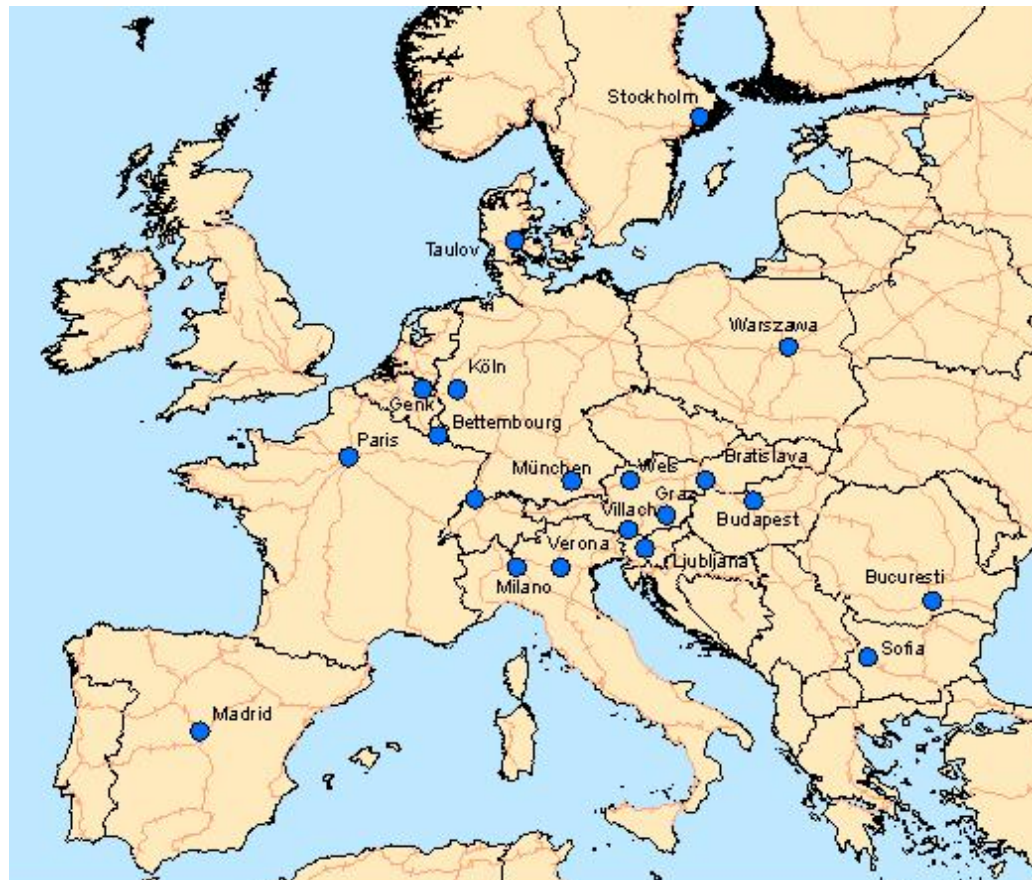 Stockholm
Taulov
Warszawa
Köln
Genk
Bettembourg
Paris
München
Wels
Bratislava
Graz
Villach
Budapest
Verona
Ljubljana
Milano
Bucuresti
Sofia
Madrid